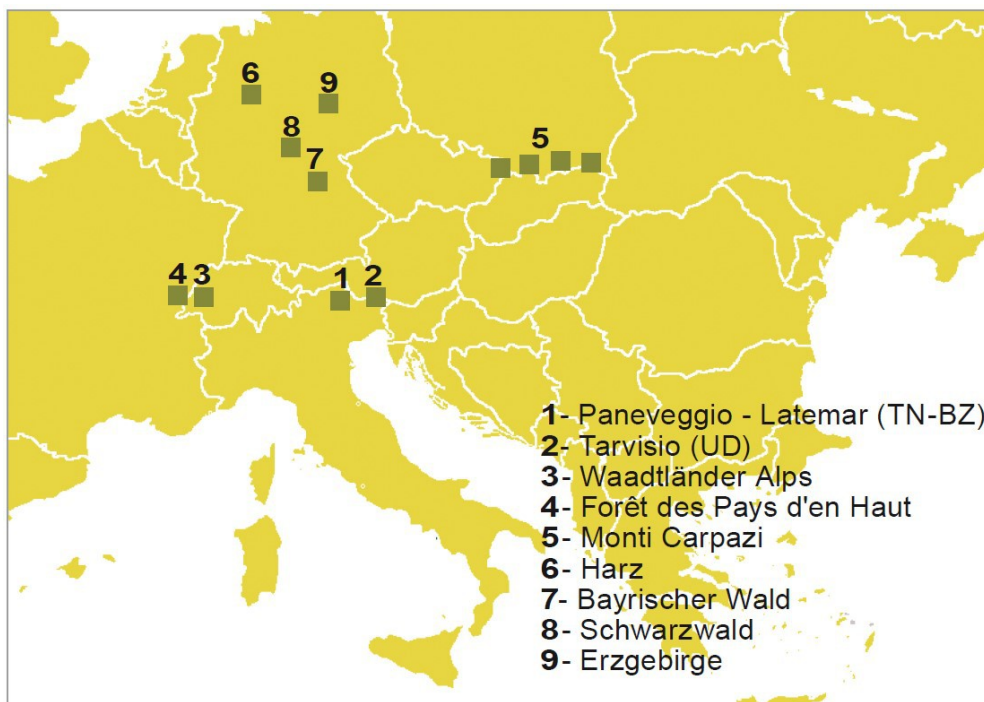 6
9
8
7
5
4
3
1
2
1- Paneveggio - Latemar (TN-BZ)
2- Tarvisio (UD)
3- Waadtländer Alps
4- Forêt des Pays d'en Haut
5- Monti Carpazi
6- Harz
7- Bayrischer Wald
8- Schwarzwald
9- Erzgebirge